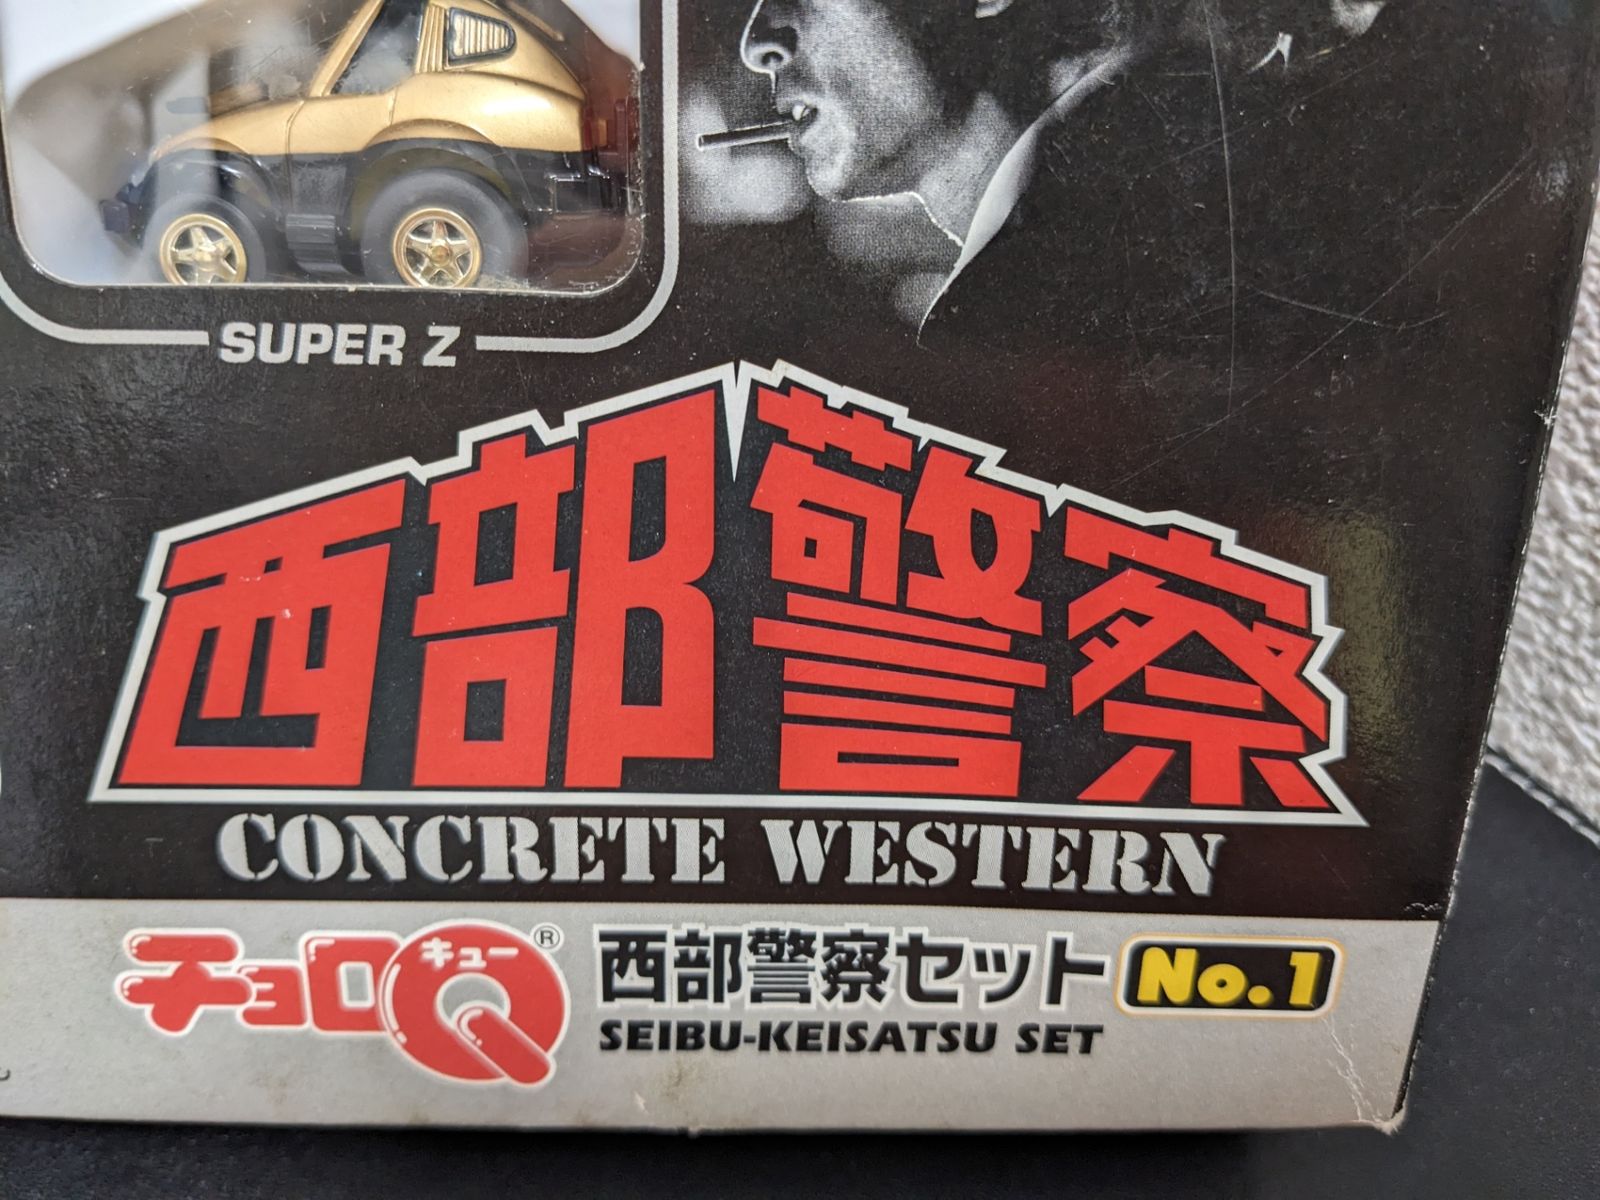 SUPER Z
西部警察
CONCRETE WESTERN
チョロQ キュー ® 西部警察セット No.1
SEIBU-KEISATSU SET